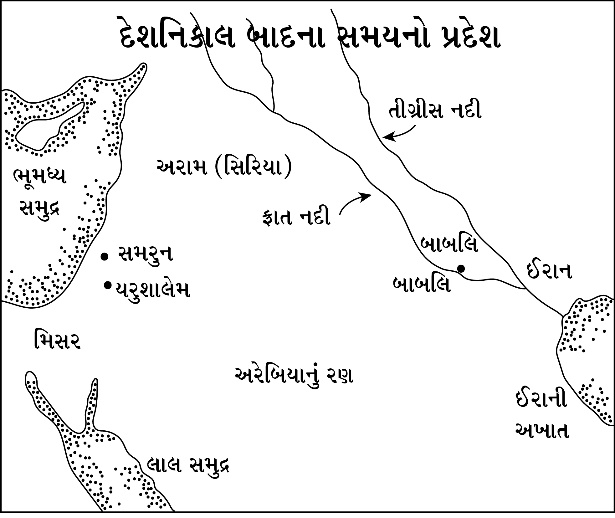 દેશનિકાલ બાદના સમયનો પ્રદેશ
તીગ્રીસ નદી
અરામ (સિરિયા)
ભૂમધ્ય
સમુદ્ર
ફ્રાત નદી
સમરુન
બાબલિ
ઈરાન
યરુશાલેમ
બાબલિ
મિસર
અરેબિયાનું રણ
ઈરાની
અખાત
લાલ સમુદ્ર